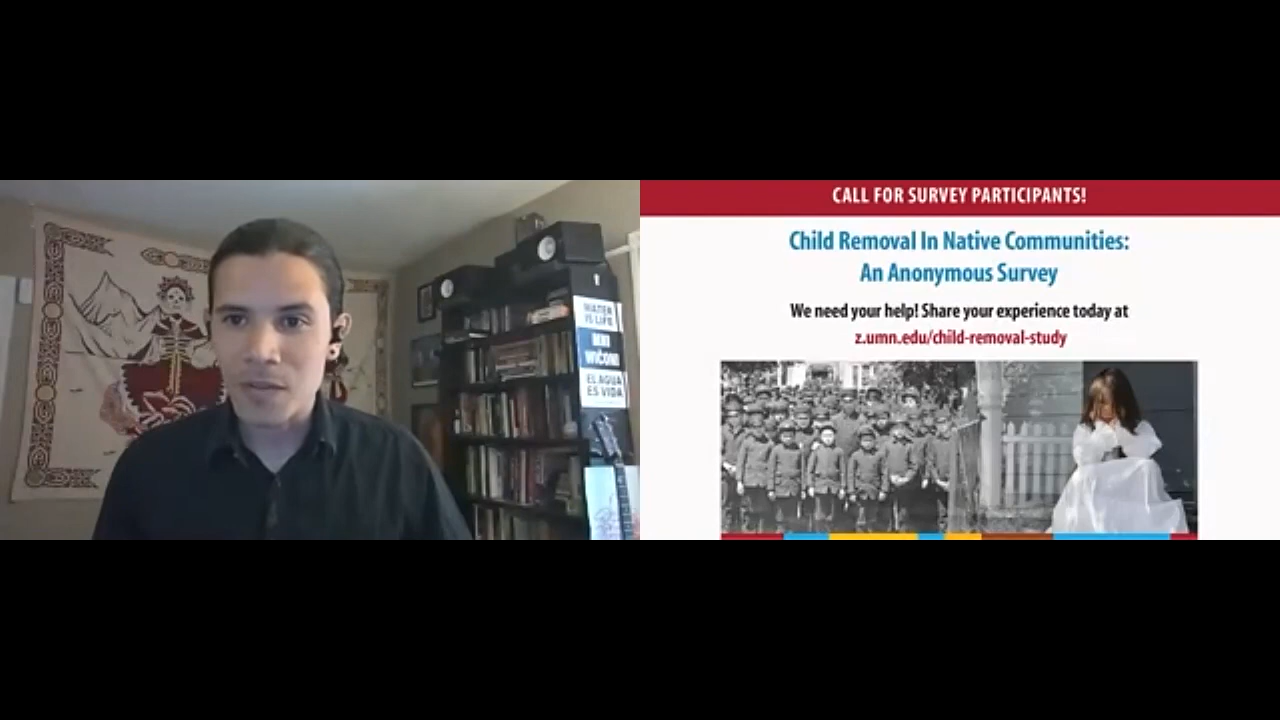 WATER
IS LIFE
MNI
WIČONI
EL AGUA
ES VIDA
CALL FOR SURVEY PARTICIPANTS!
Child Removal In Native Communities:
An Anonymous Survey
We need your help! Share your experience today at
z.umn.edu/child-removal-study